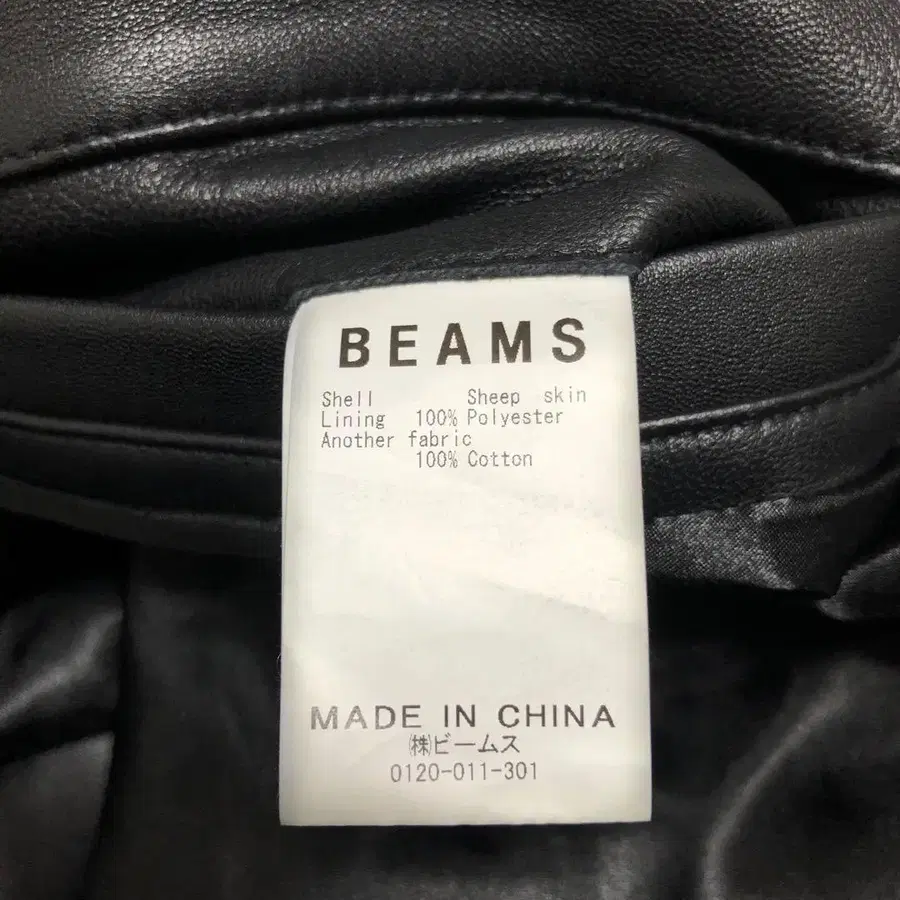 BEAMS
Shell Sheep skin
Lining 100% Polyester
Another fabric
100% Cotton
MADE IN CHINA
㈱ビームス
0120-011-301